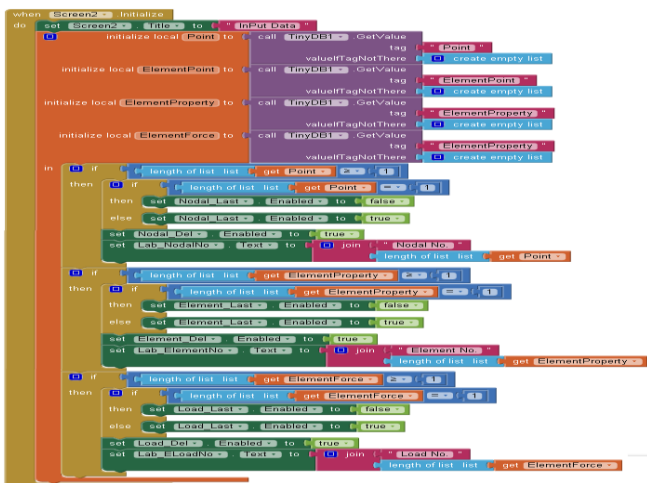 when Screen2 . Initialize
do set Screen2 . Title to " InPut Data "
initialize local Point to call TinyDB1 . GetValue
tag " Point "
valueIfTagNotThere create empty list
initialize local ElementPoint to call TinyDB1 . GetValue
tag " ElementPoint "
valueIfTagNotThere create empty list
initialize local ElementProperty to call TinyDB1 . GetValue
tag " ElementProperty "
valueIfTagNotThere create empty list
initialize local ElementForce to call TinyDB1 . GetValue
tag " ElementProperty "
valueIfTagNotThere create empty list
in if length of list list get Point ≥ 1
then if length of list list get Point = 1
then set Nodal_Last . Enabled to false
else set Nodal_Last . Enabled to true
set Nodal_Del . Enabled to true
set Lab_NodalNo . Text to join " Nodal No. "
length of list list get Point
if length of list list get ElementProperty ≥ 1
then if length of list list get ElementProperty = 1
then set Element_Last . Enabled to false
else set Element_Last . Enabled to true
set Element_Del . Enabled to true
set Lab_ElementNo . Text to join " Element No. "
length of list list get ElementProperty
if length of list list get ElementForce ≥ 1
then if length of list list get ElementForce = 1
then set Load_Last . Enabled to false
else set Load_Last . Enabled to true
set Load_Del . Enabled to true
set Lab_ELoadNo . Text to join " Load No. "
length of list list get ElementForce